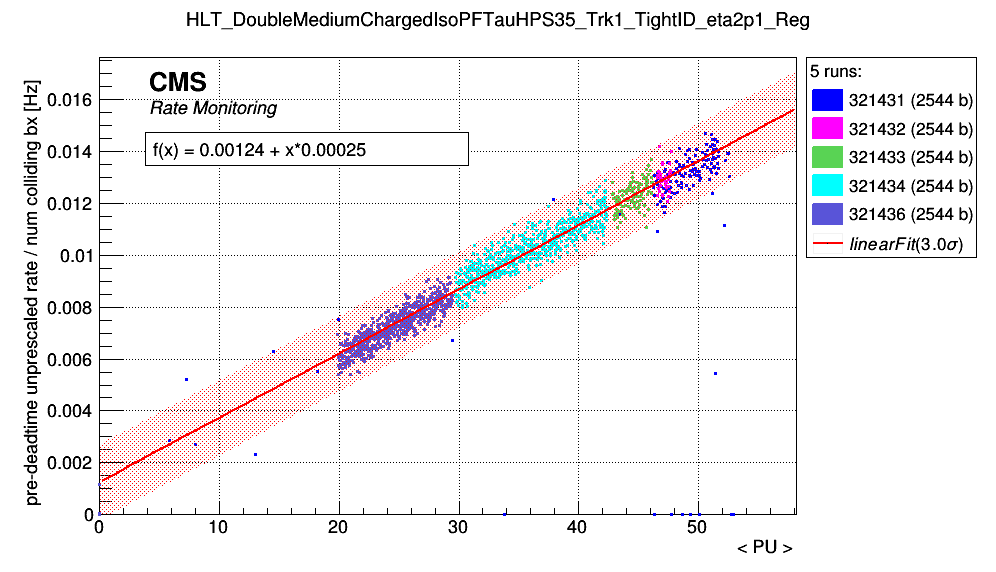 HLT_DoubleMediumChargedIsoPFTauHPS35_Trk1_TightID_eta2p1_Reg
pre-deadtime unprescaled rate / num colliding bx [Hz]
CMS
Rate Monitoring
f(x) = 0.00124 + x*0.00025
0.016
0.014
0.012
0.01
0.008
0.006
0.004
0.002
0
0 10 20 30 40 50
< PU >
5 runs:
321431 (2544 b)
321432 (2544 b)
321433 (2544 b)
321434 (2544 b)
321436 (2544 b)
linearFit(3.0σ)